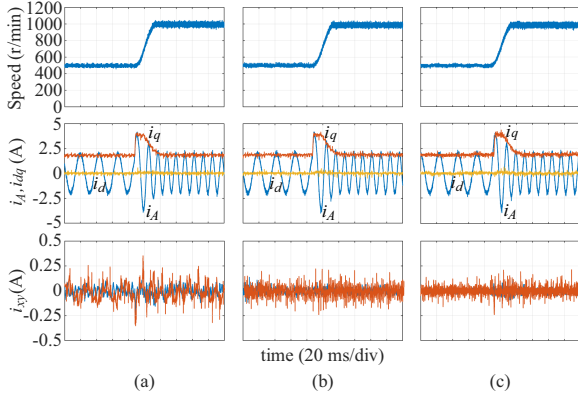 Speed (r/min)
1200
1000
800
600
400
200
0
i_A, i_dq (A)
5
2.5
0
-2.5
-5
i_q
i_d
i_A
i_q
i_d
i_A
i_q
i_d
i_A
i_xy(A)
0.5
0.25
0
-0.25
-0.5
time (20 ms/div)
(a) (b) (c)